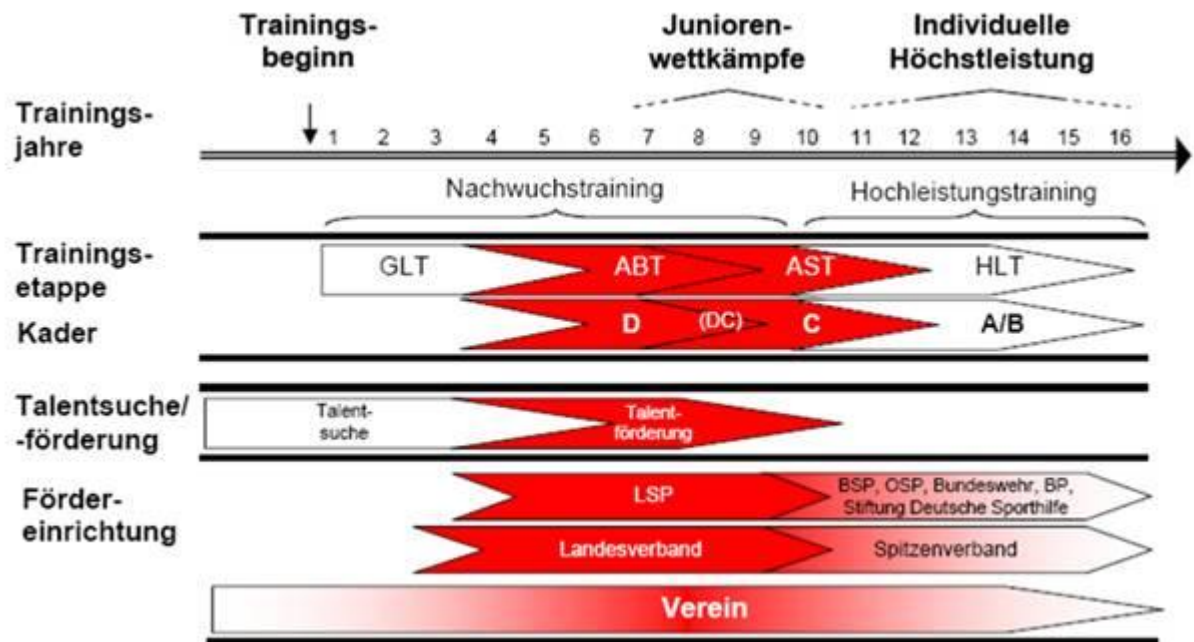 Trainings-
beginn
Junioren-
wettkämpfe
Individuelle
Höchstleistung
Trainings-
jahre
1 2 3 4 5 6 7 8 9 10 11 12 13 14 15 16
Nachwuchstraining
Hochleistungstraining
Trainings-
etappe
GLT ABT AST HLT
Kader
D (DC) C A/B
Talentsuche/
-förderung
Talent-
suche
Talent-
förderung
Förder-
einrichtung
LSP
BSP, OSP, Bundeswehr, BP,
Stiftung Deutsche Sporthilfe
Landesverband
Spitzenverband
Verein